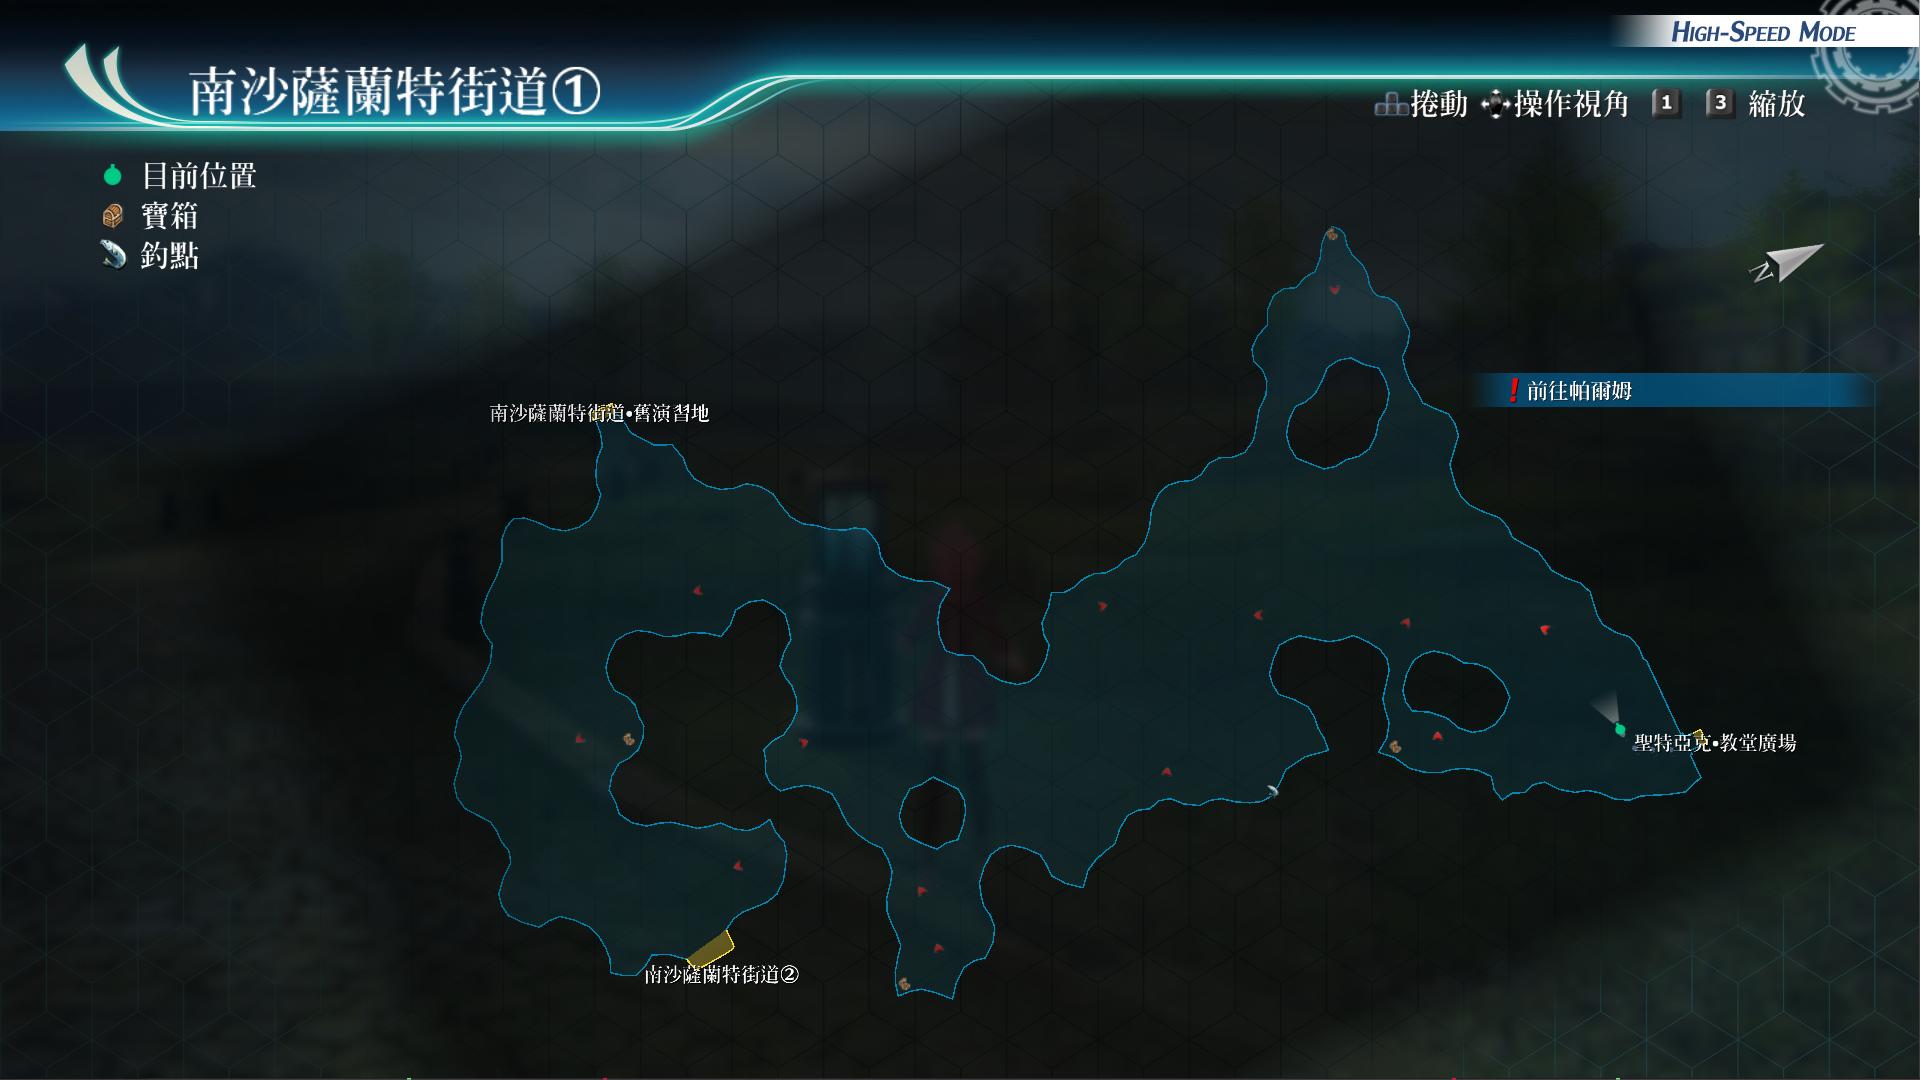 HIGH-SPEED MODE
南沙薩蘭特街道①
捲動 操作視角 1 3 縮放
目前位置
寶箱
釣點
N
前往帕爾姆
南沙薩蘭特街道•舊演習地
聖特亞克•教堂廣場
南沙薩蘭特街道②